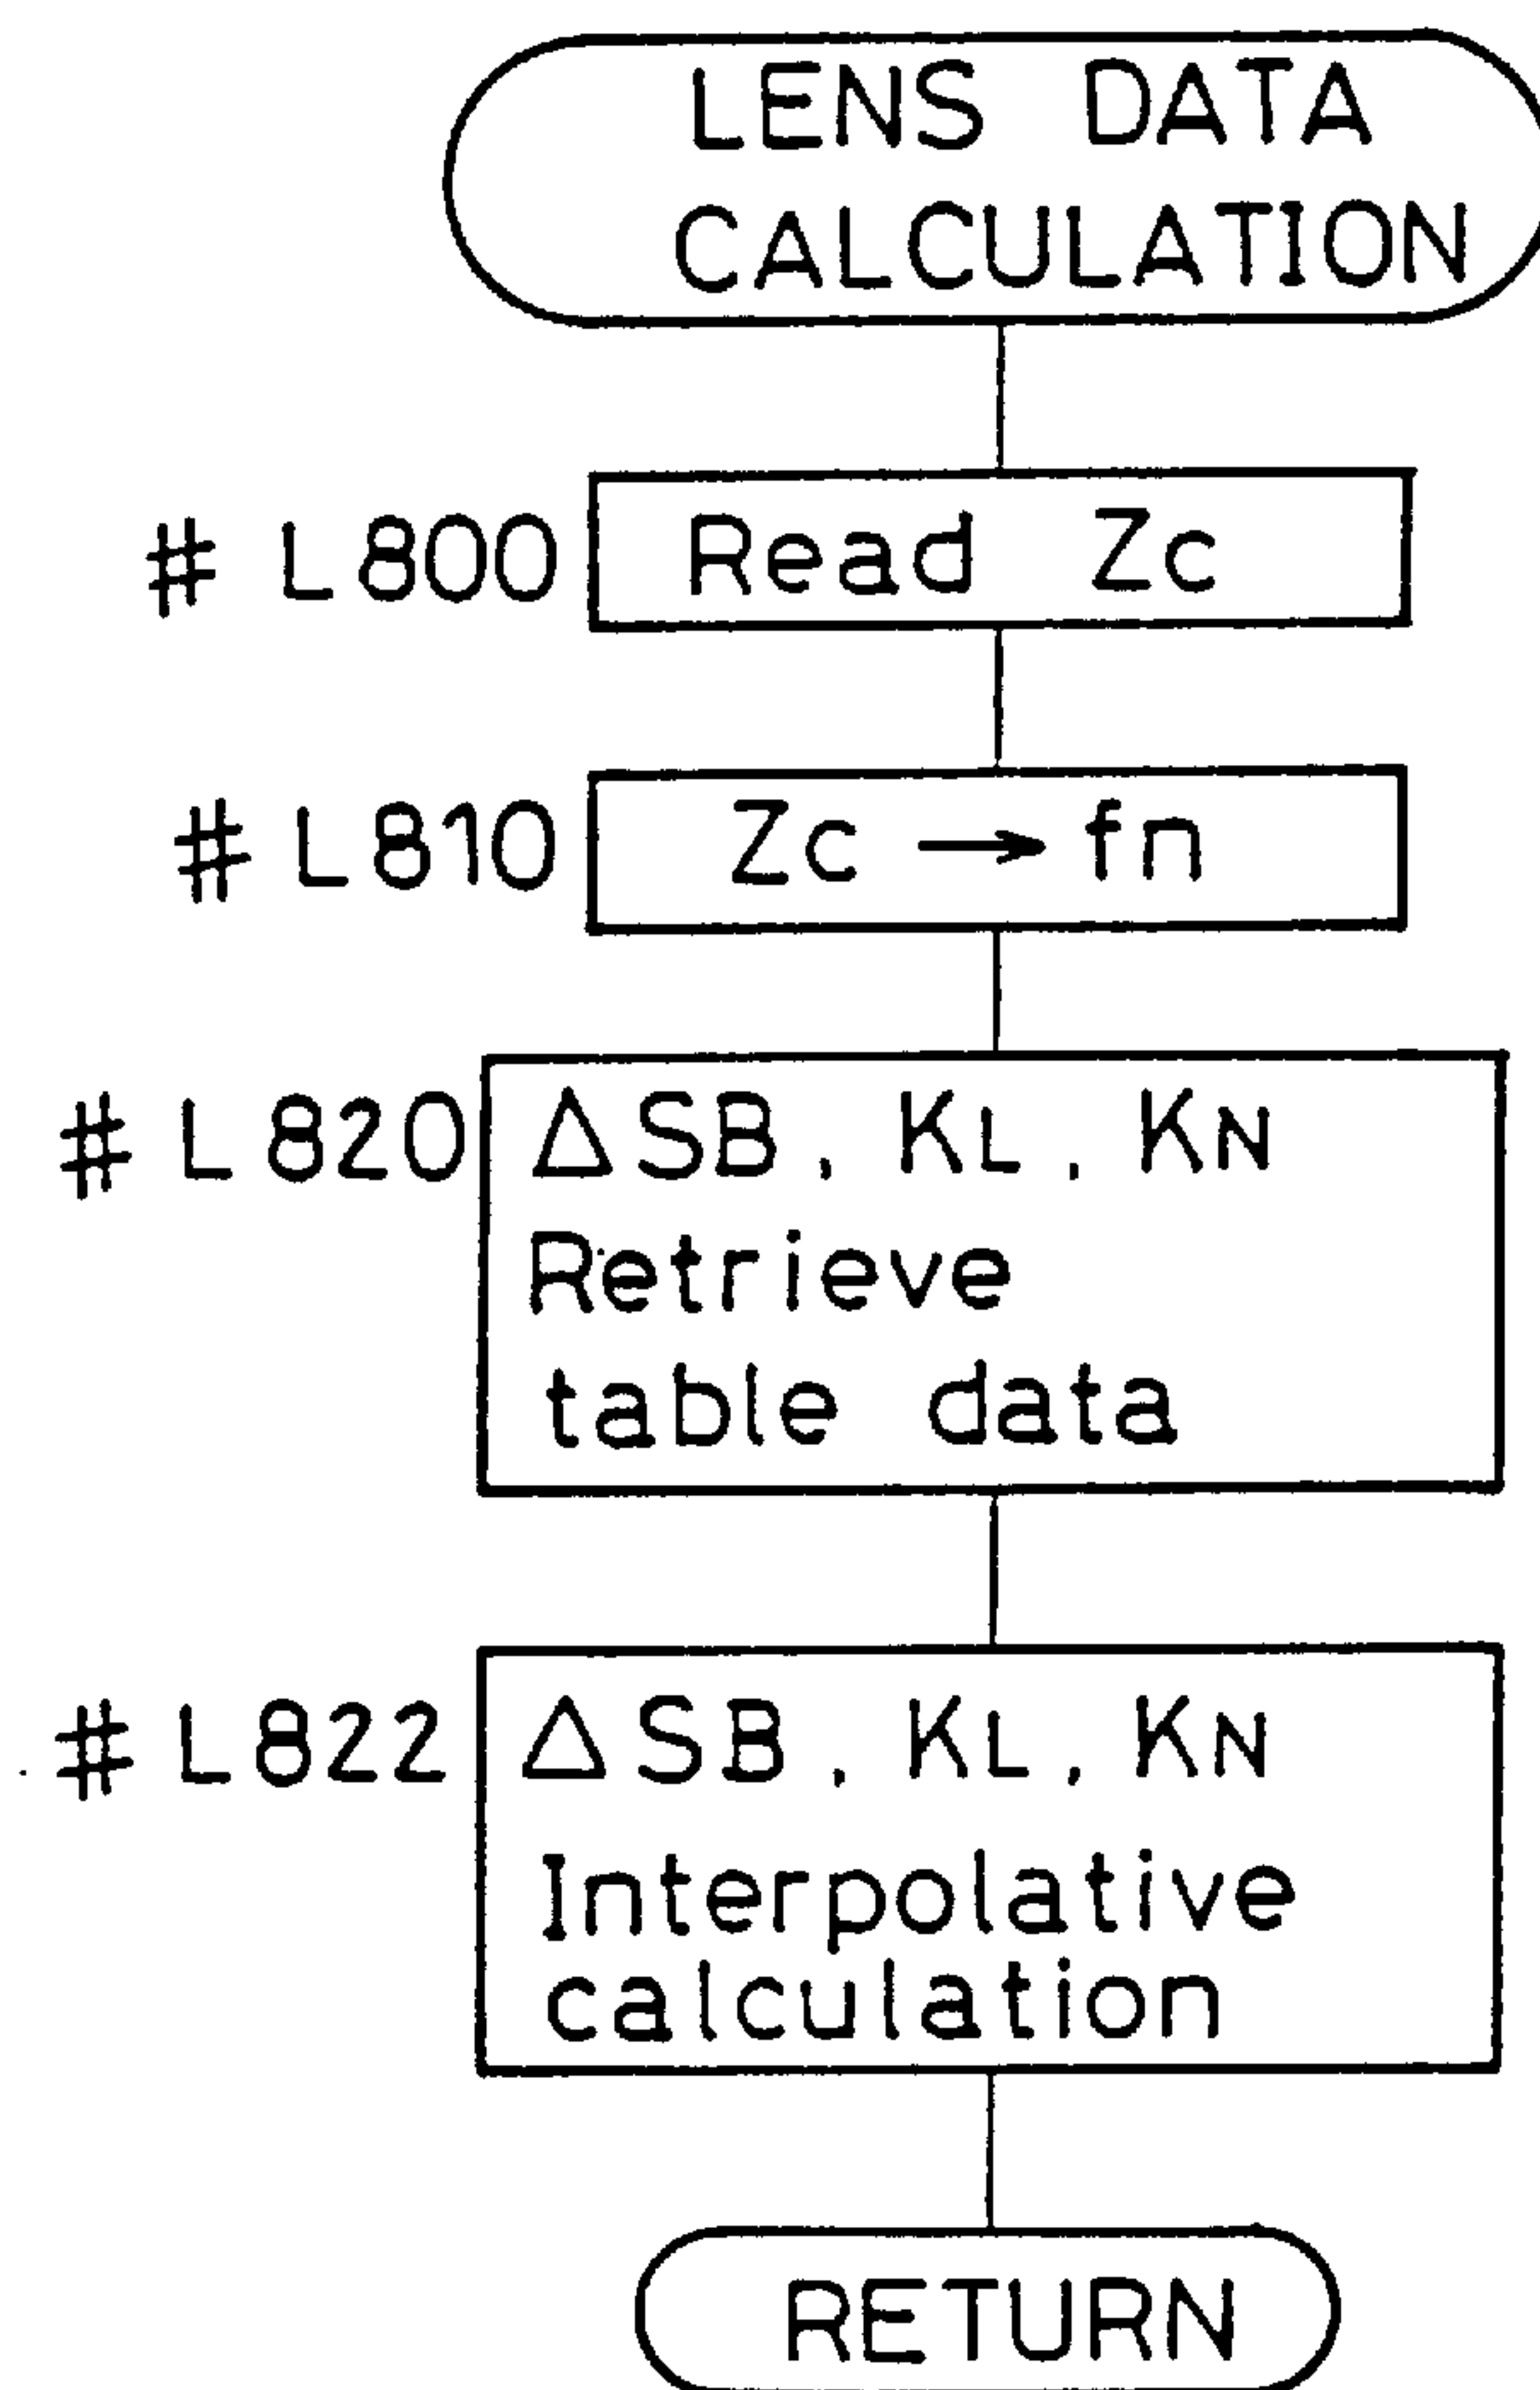 LENS DATA
CALCULATION
# L800 Read Zc
# L810 Zc → fn
# L820 ΔSB, KL, KN
Retrieve
table data
# L822 ΔSB, KL, KN
Interpolative
calculation
RETURN